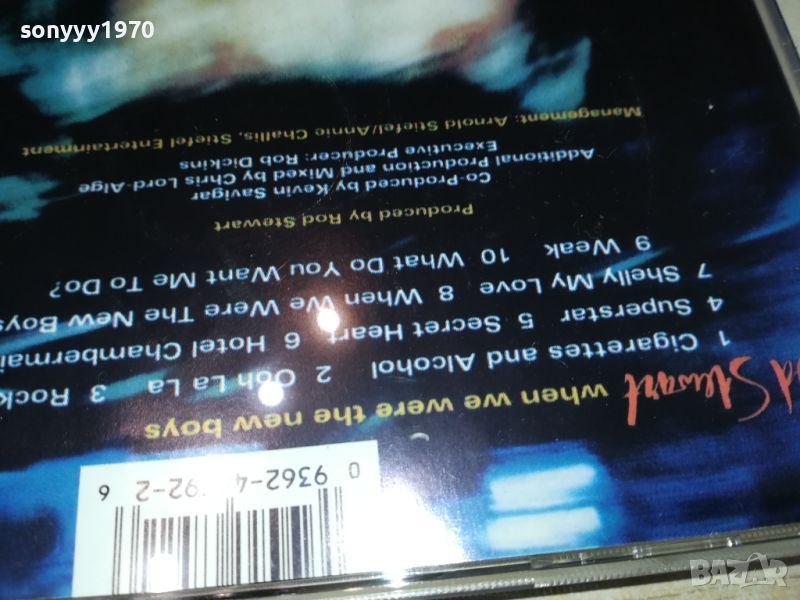 sonyyy1970
Stewart when we were the new boys
1 Cigarettes and Alcohol 2 Ooh La La 3 Rock
4 Superstar 5 Secret Heart 6 Hotel Chambermai
7 Shelly My Love 8 When We Were The New Boys
9 Weak 10 What Do You Want Me To Do?
Produced by Rod Stewart
Co-Produced by Kevin Savigar
Additional Production and Mixed by Chris Lord-Alge
Executive Producer: Rob Dickins
Management: Arnold Stiefel/Annie Challis, Stiefel Entertainment
0 9362-4 92-2 6
BAZAR